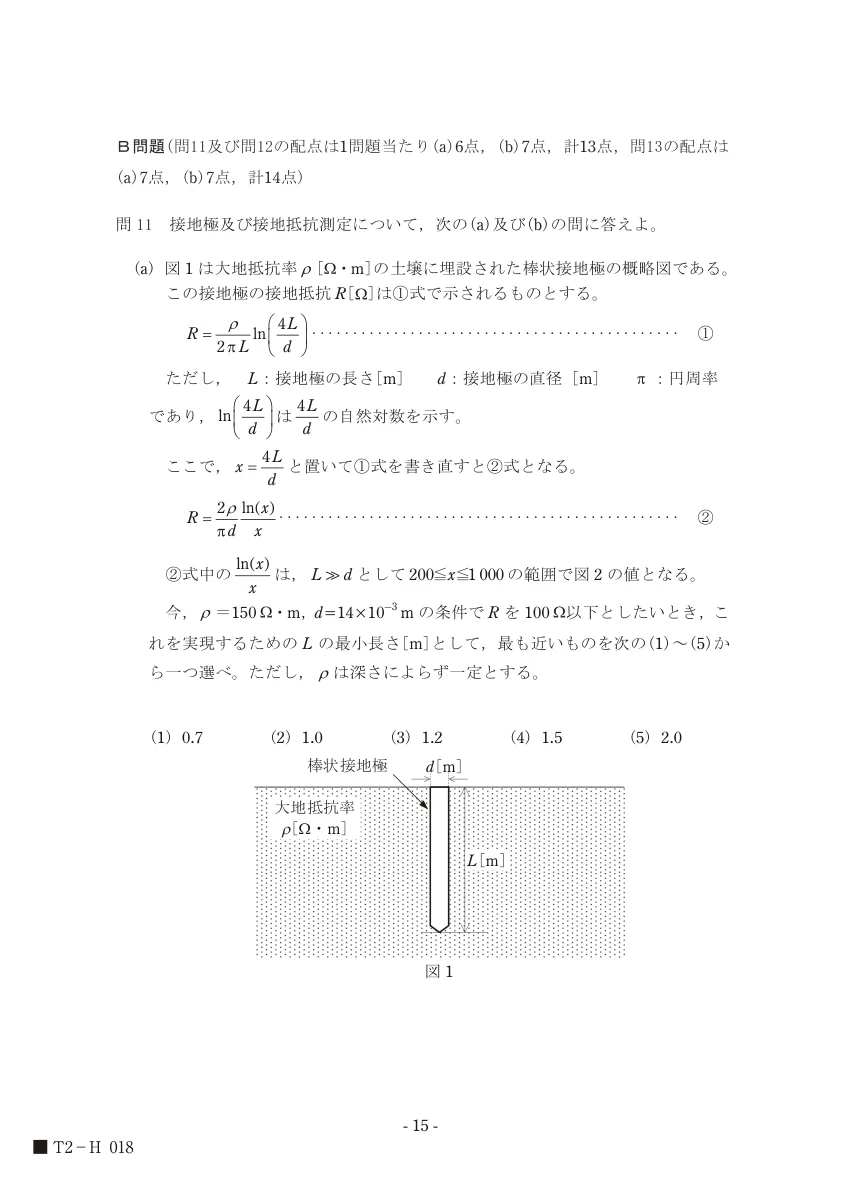 B問題(問11及び問12の配点は1問題当たり(a)6点，(b)7点，計13点，問13の配点は
(a)7点，(b)7点，計14点)
問 11　接地極及び接地抵抗測定について，次の(a)及び(b)の問に答えよ。
(a) 図1は大地抵抗率ρ[Ω・m]の土壌に埋設された棒状接地極の概略図である。
この接地極の接地抵抗R[Ω]は①式で示されるものとする。
R = ρ/(2πL) ln(4L/d) ･････････････････････････････････････････････ ①
ただし，　L：接地極の長さ[m]　　d：接地極の直径 [m]　　π ：円周率
であり，ln(4L/d)は4L/dの自然対数を示す。
ここで，x = 4L/d と置いて①式を書き直すと②式となる。
R = 2ρ/(πd) ln(x)/x ･････････････････････････････････････････････････ ②
②式中の ln(x)/x は，L≫dとして200≦x≦1 000の範囲で図2の値となる。
今，ρ＝150 Ω・m，d=14×10⁻³ mの条件でRを100 Ω以下としたいとき，こ
れを実現するためのLの最小長さ[m]として，最も近いものを次の(1)～(5)か
ら一つ選べ。ただし，ρは深さによらず一定とする。
(1) 0.7　(2) 1.0　(3) 1.2　(4) 1.5　(5) 2.0
棒状接地極　d[m]
大地抵抗率
ρ[Ω・m]
L[m]
図1
- 15 -
■ T2－H 018